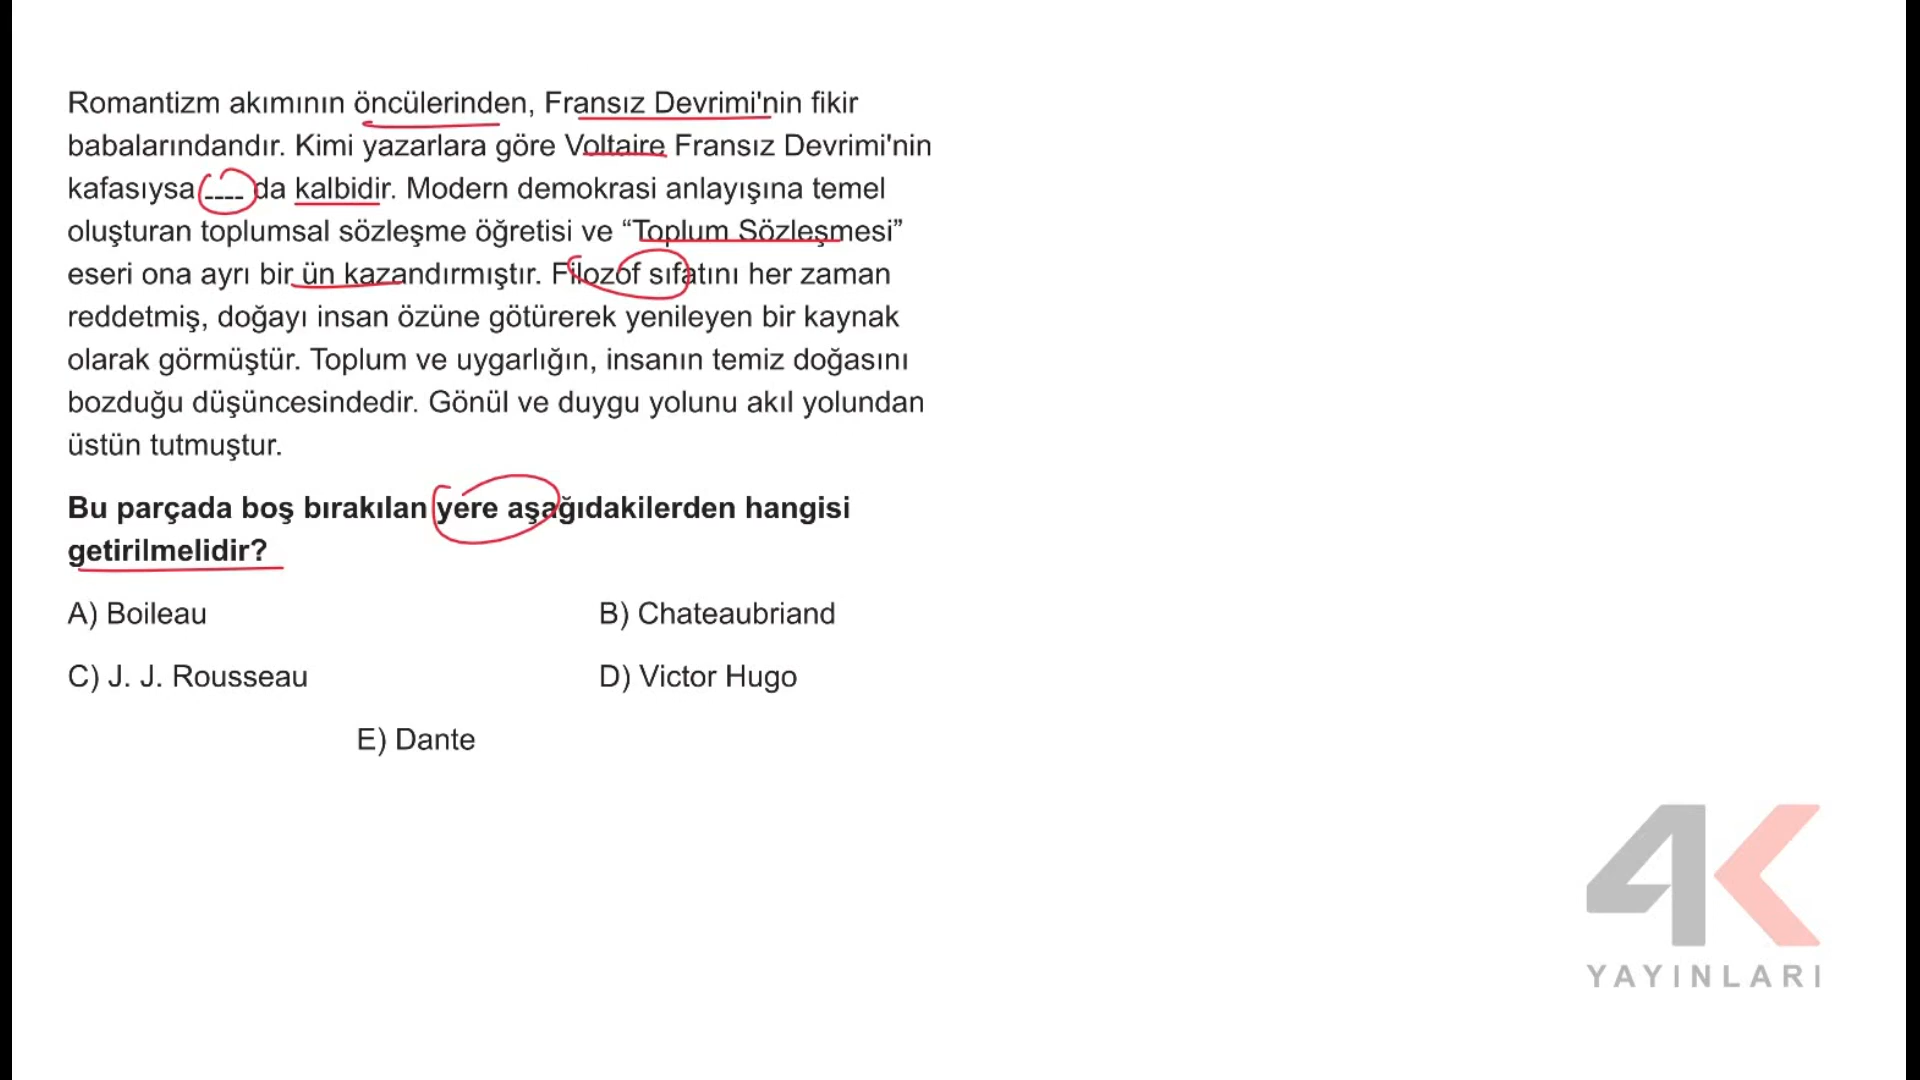 Romantizm akımının öncülerinden, Fransız Devrimi'nin fikir
babalarındandır. Kimi yazarlara göre Voltaire Fransız Devrimi'nin
kafasıysa ---- da kalbidir. Modern demokrasi anlayışına temel
oluşturan toplumsal sözleşme öğretisi ve “Toplum Sözleşmesi”
eseri ona ayrı bir ün kazandırmıştır. Filozof sıfatını her zaman
reddetmiş, doğayı insan özüne götürerek yenileyen bir kaynak
olarak görmüştür. Toplum ve uygarlığın, insanın temiz doğasını
bozduğu düşüncesindedir. Gönül ve duygu yolunu akıl yolundan
üstün tutmuştur.
Bu parçada boş bırakılan yere aşağıdakilerden hangisi
getirilmelidir?
A) Boileau
B) Chateaubriand
C) J. J. Rousseau
D) Victor Hugo
E) Dante
4K
YAYINLARI